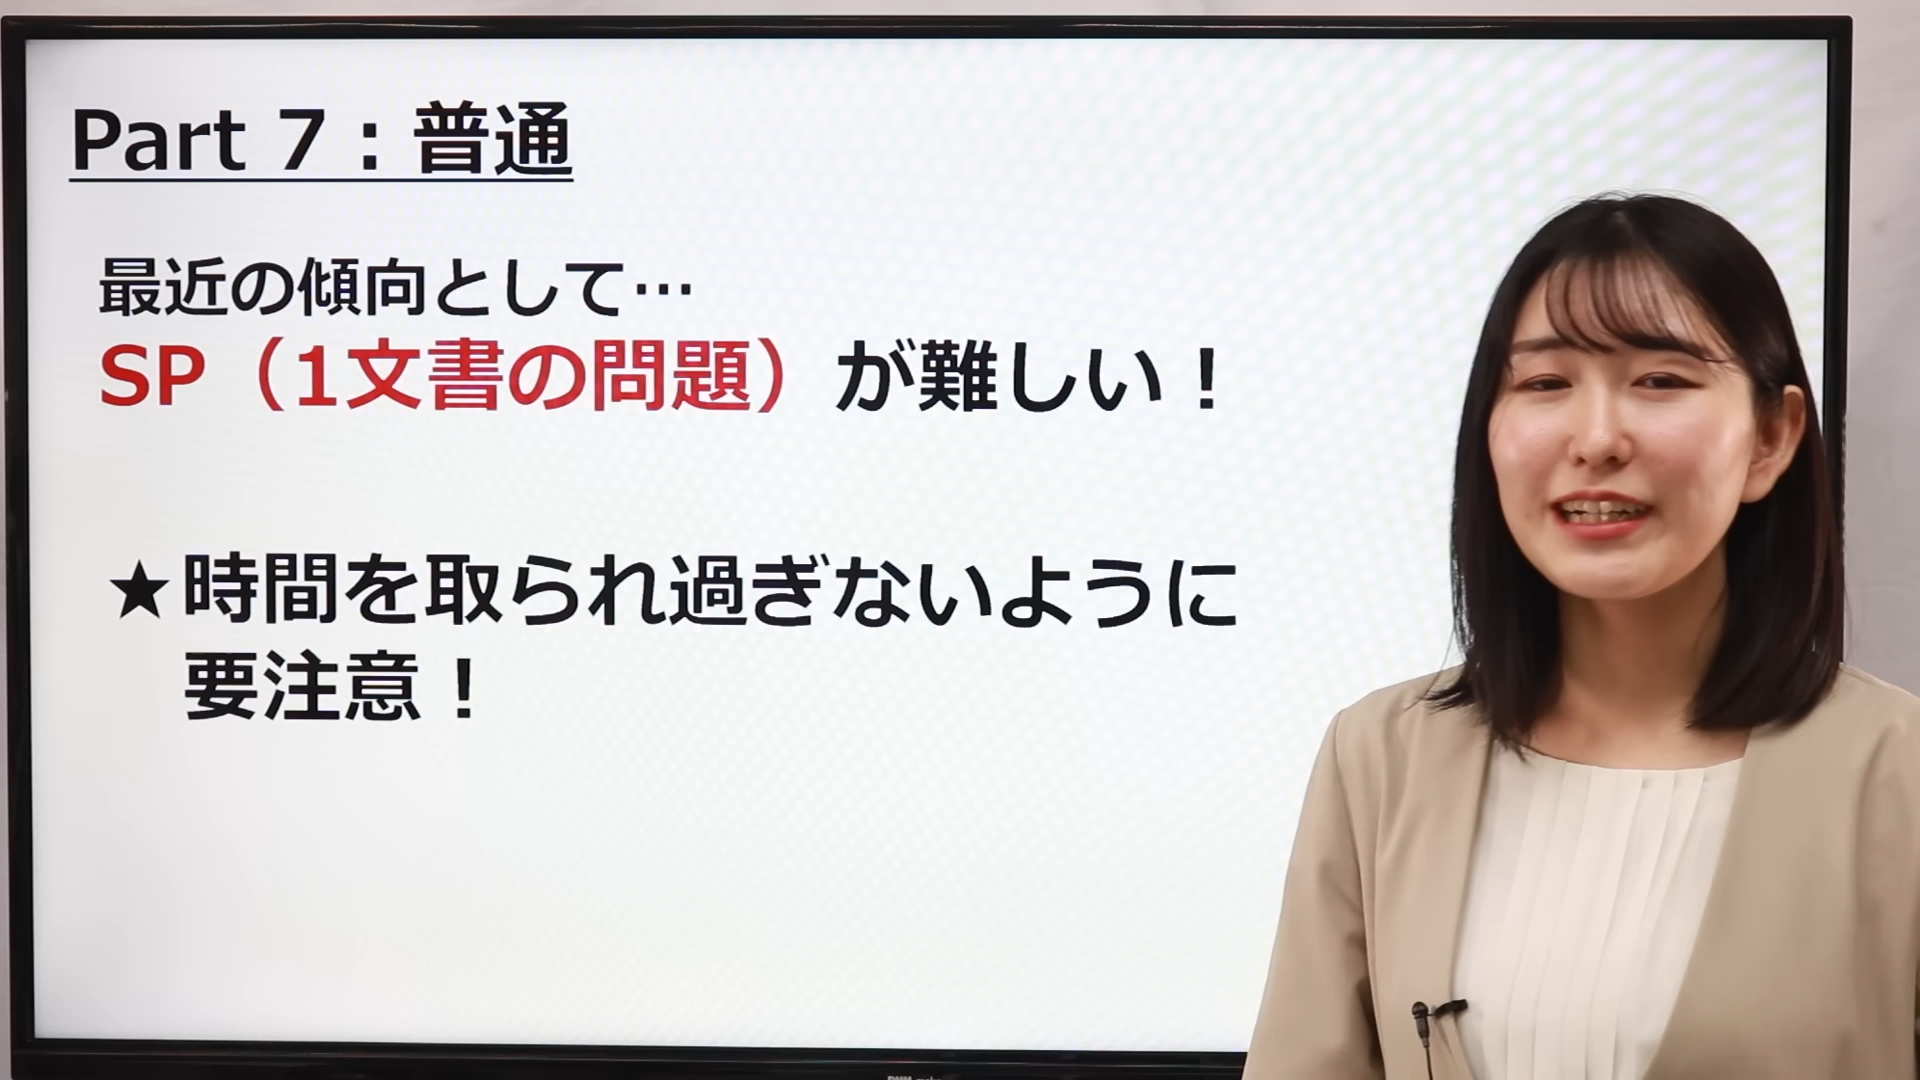 Part 7：普通
最近の傾向として…
SP（1文書の問題）が難しい！
★時間を取られ過ぎないように
要注意！